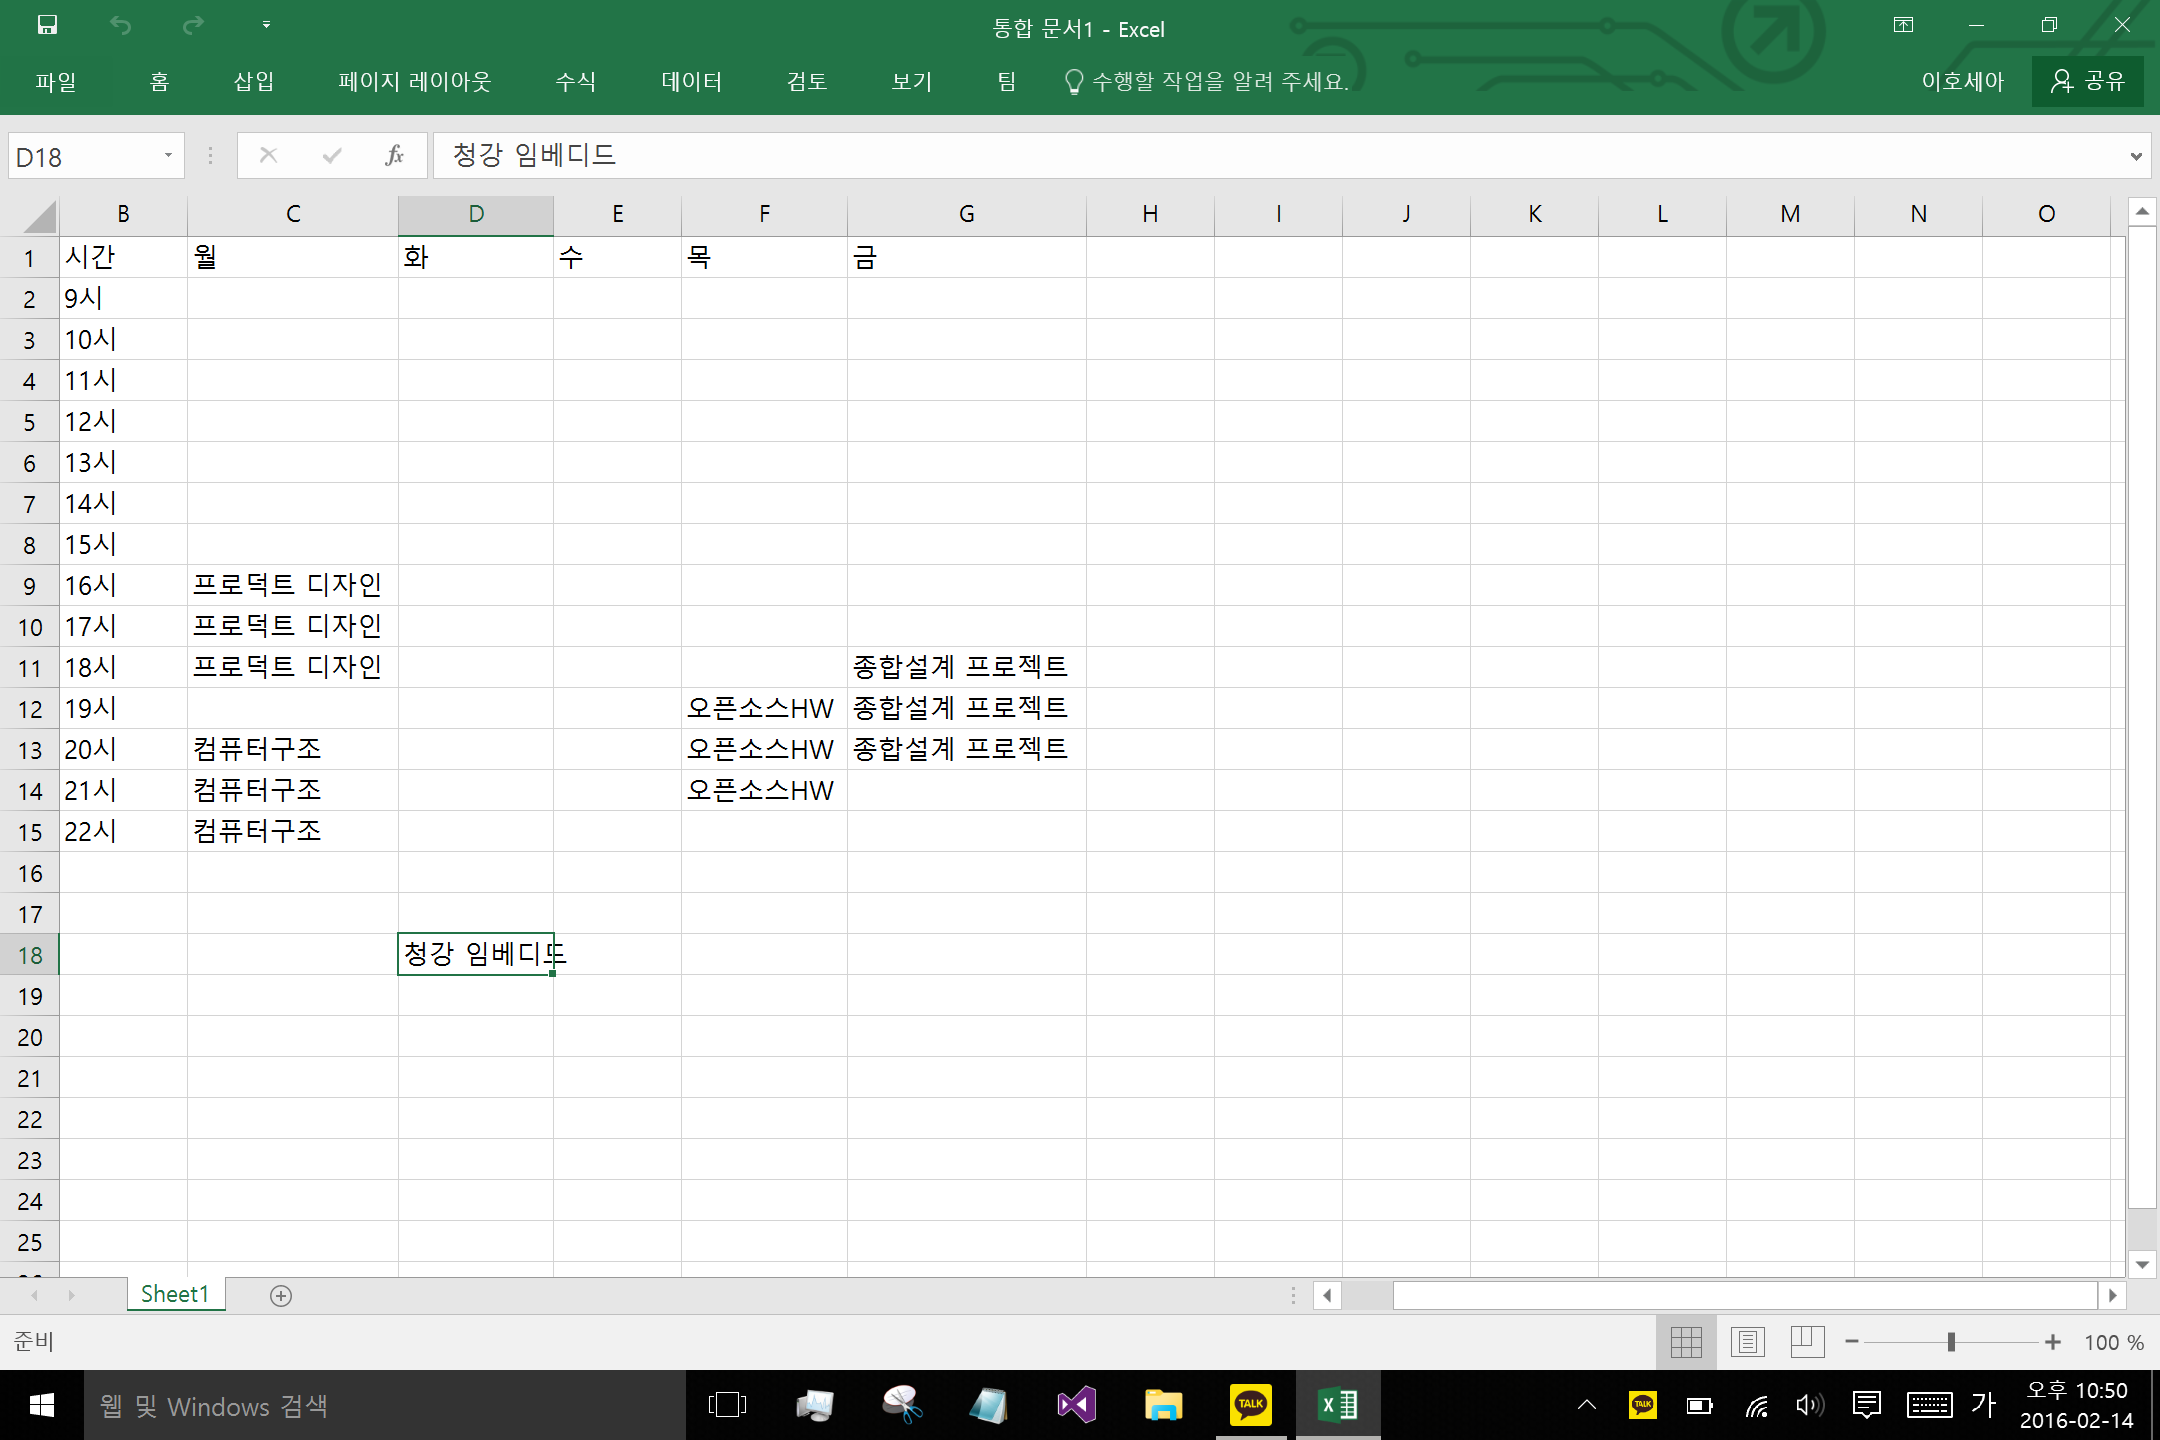 통합 문서1 - Excel
파일 홈 삽입 페이지 레이아웃 수식 데이터 검토 보기 팀 수행할 작업을 알려 주세요. 이호세아 공유
D18 fx 청강 임베디드
B C D E F G H I J K L M N O
1 시간 월 화 수 목 금
2 9시
3 10시
4 11시
5 12시
6 13시
7 14시
8 15시
9 16시 프로덕트 디자인
10 17시 프로덕트 디자인
11 18시 프로덕트 디자인 종합설계 프로젝트
12 19시 오픈소스HW 종합설계 프로젝트
13 20시 컴퓨터구조 오픈소스HW 종합설계 프로젝트
14 21시 컴퓨터구조 오픈소스HW
15 22시 컴퓨터구조
16
17
18 청강 임베디드
19
20
21
22
23
24
25
Sheet1
준비 100 %
웹 및 Windows 검색 TALK TALK 가 오후 10:50
2016-02-14